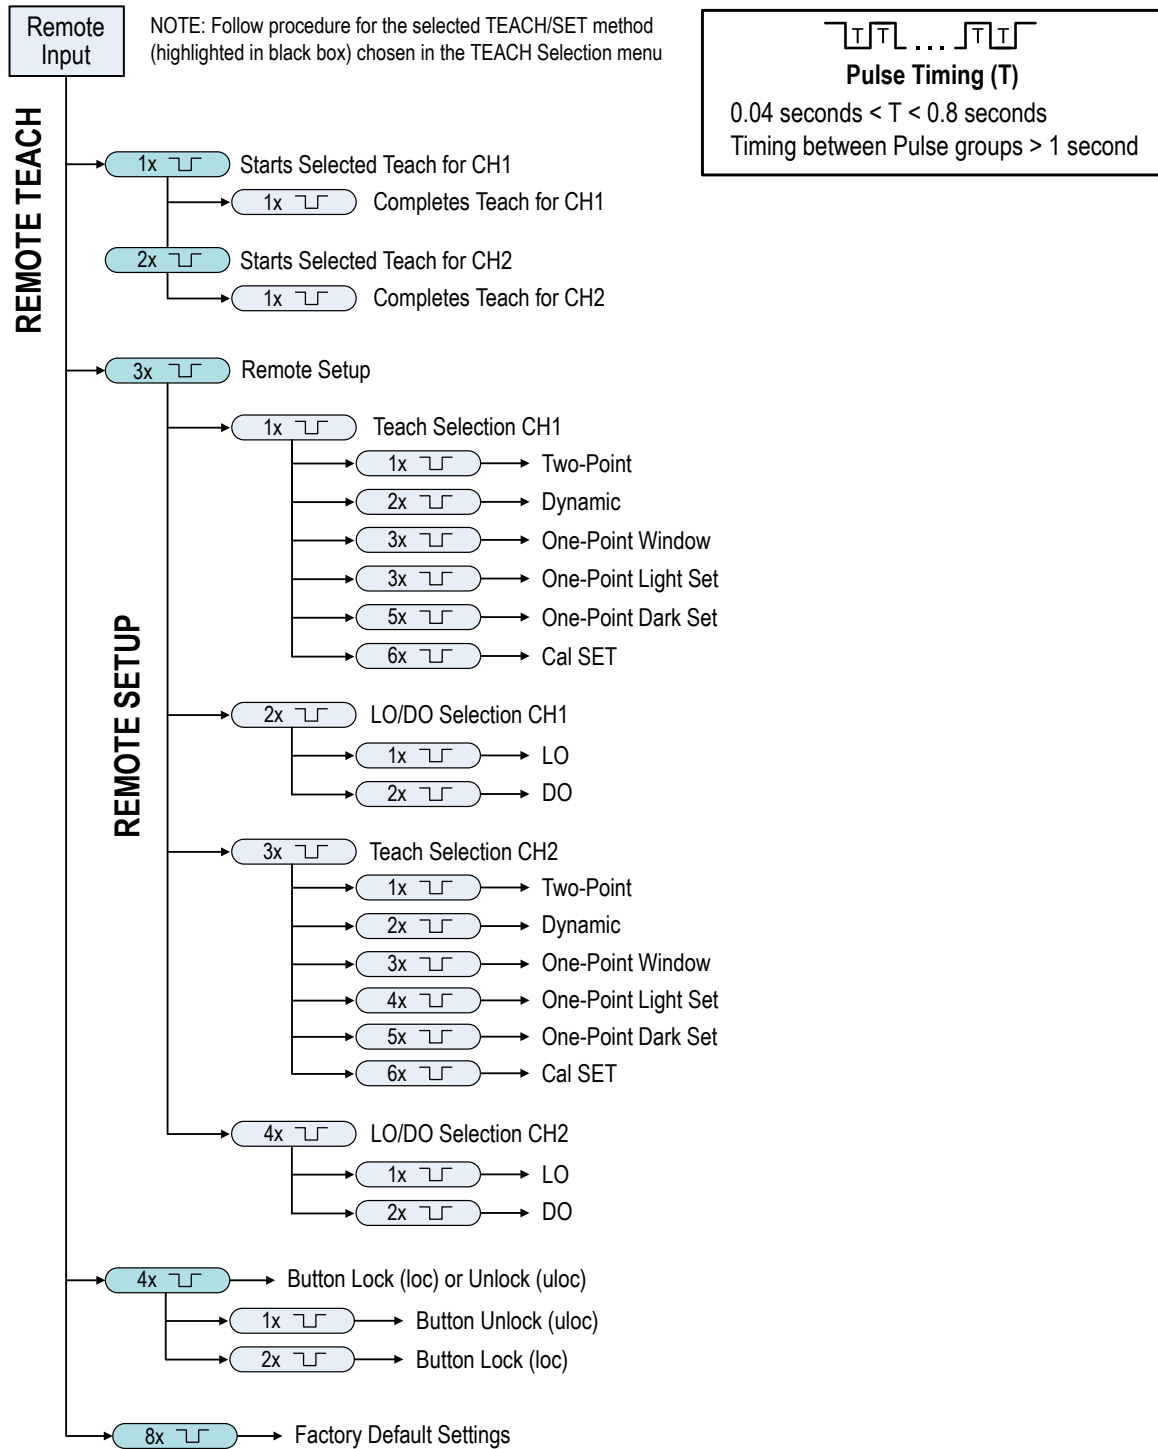 Remote
Input
NOTE: Follow procedure for the selected TEACH/SET method
(highlighted in black box) chosen in the TEACH Selection menu
T T ... T T
Pulse Timing (T)
0.04 seconds < T < 0.8 seconds
Timing between Pulse groups > 1 second
REMOTE TEACH
1x Starts Selected Teach for CH1
1x Completes Teach for CH1
2x Starts Selected Teach for CH2
1x Completes Teach for CH2
3x Remote Setup
REMOTE SETUP
1x Teach Selection CH1
1x Two-Point
2x Dynamic
3x One-Point Window
3x One-Point Light Set
5x One-Point Dark Set
6x Cal SET
2x LO/DO Selection CH1
1x LO
2x DO
3x Teach Selection CH2
1x Two-Point
2x Dynamic
3x One-Point Window
4x One-Point Light Set
5x One-Point Dark Set
6x Cal SET
4x LO/DO Selection CH2
1x LO
2x DO
4x Button Lock (loc) or Unlock (uloc)
1x Button Unlock (uloc)
2x Button Lock (loc)
8x Factory Default Settings